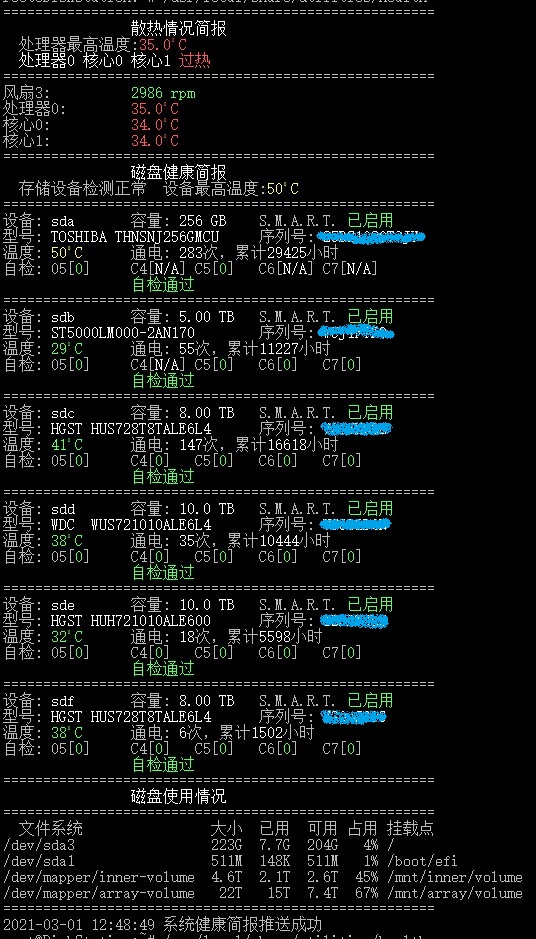 散热情况简报
处理器最高温度:35.0°C
处理器0 核心0 核心1 过热
================================================
风扇3: 2986 rpm
处理器0: 35.0°C
核心0: 34.0°C
核心1: 34.0°C
================================================
磁盘健康简报
存储设备检测正常 设备最高温度:50°C
================================================
设备: sda 容量: 256 GB S.M.A.R.T. 已启用
型号: TOSHIBA THNSNJ256GMCU 序列号:
温度: 50°C 通电: 283次, 累计29425小时
自检: 05[0] C4[N/A] C5[0] C6[N/A] C7[N/A]
自检通过
================================================
设备: sdb 容量: 5.00 TB S.M.A.R.T. 已启用
型号: ST5000LM000-2AN170 序列号:
温度: 29°C 通电: 55次, 累计11227小时
自检: 05[0] C4[N/A] C5[0] C6[0] C7[0]
自检通过
================================================
设备: sdc 容量: 8.00 TB S.M.A.R.T. 已启用
型号: HGST HUS728T8TALE6L4 序列号:
温度: 41°C 通电: 147次, 累计16618小时
自检: 05[0] C4[0] C5[0] C6[0] C7[0]
自检通过
================================================
设备: sdd 容量: 10.0 TB S.M.A.R.T. 已启用
型号: WDC WUS721010ALE6L4 序列号:
温度: 38°C 通电: 35次, 累计10444小时
自检: 05[0] C4[0] C5[0] C6[0] C7[0]
自检通过
================================================
设备: sde 容量: 10.0 TB S.M.A.R.T. 已启用
型号: HGST HUH721010ALE600 序列号:
温度: 32°C 通电: 18次, 累计5598小时
自检: 05[0] C4[0] C5[0] C6[0] C7[0]
自检通过
================================================
设备: sdf 容量: 8.00 TB S.M.A.R.T. 已启用
型号: HGST HUS728T8TALE6L4 序列号:
温度: 38°C 通电: 6次, 累计1502小时
自检: 05[0] C4[0] C5[0] C6[0] C7[0]
自检通过
================================================
磁盘使用情况
================================================
文件系统 大小 已用 可用 占用 挂载点
/dev/sda3 223G 7.7G 204G 4% /
/dev/sda1 511M 148K 511M 1% /boot/efi
/dev/mapper/inner-volume 4.6T 2.1T 2.6T 45% /mnt/inner/volume
/dev/mapper/array-volume 22T 15T 7.4T 67% /mnt/array/volume
================================================
2021-03-01 12:48:49 系统健康简报推送成功